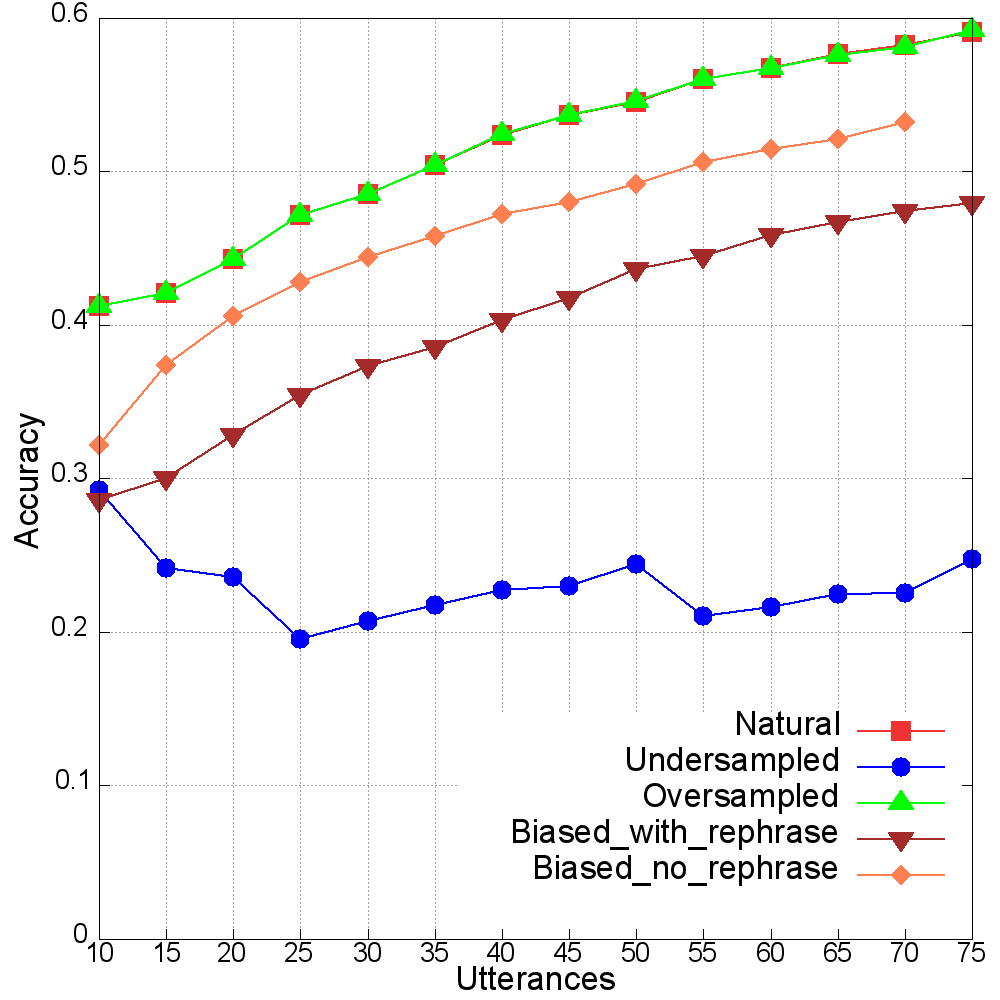 0.6
0.5
0.4
0.3
0.2
0.1
0
Accuracy
Natural
Undersampled
Oversampled
Biased_with_rephrase
Biased_no_rephrase
10 15 20 25 30 35 40 45 50 55 60 65 70 75
Utterances